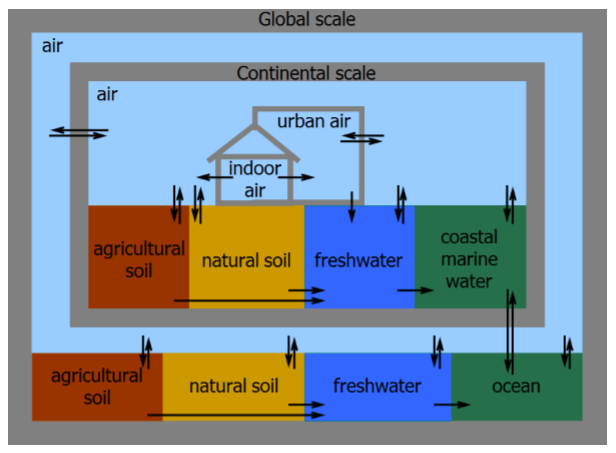 Global scale
air
Continental scale
air
urban air
indoor
air
agricultural
soil
natural soil
freshwater
coastal
marine
water
agricultural
soil
natural soil
freshwater
ocean